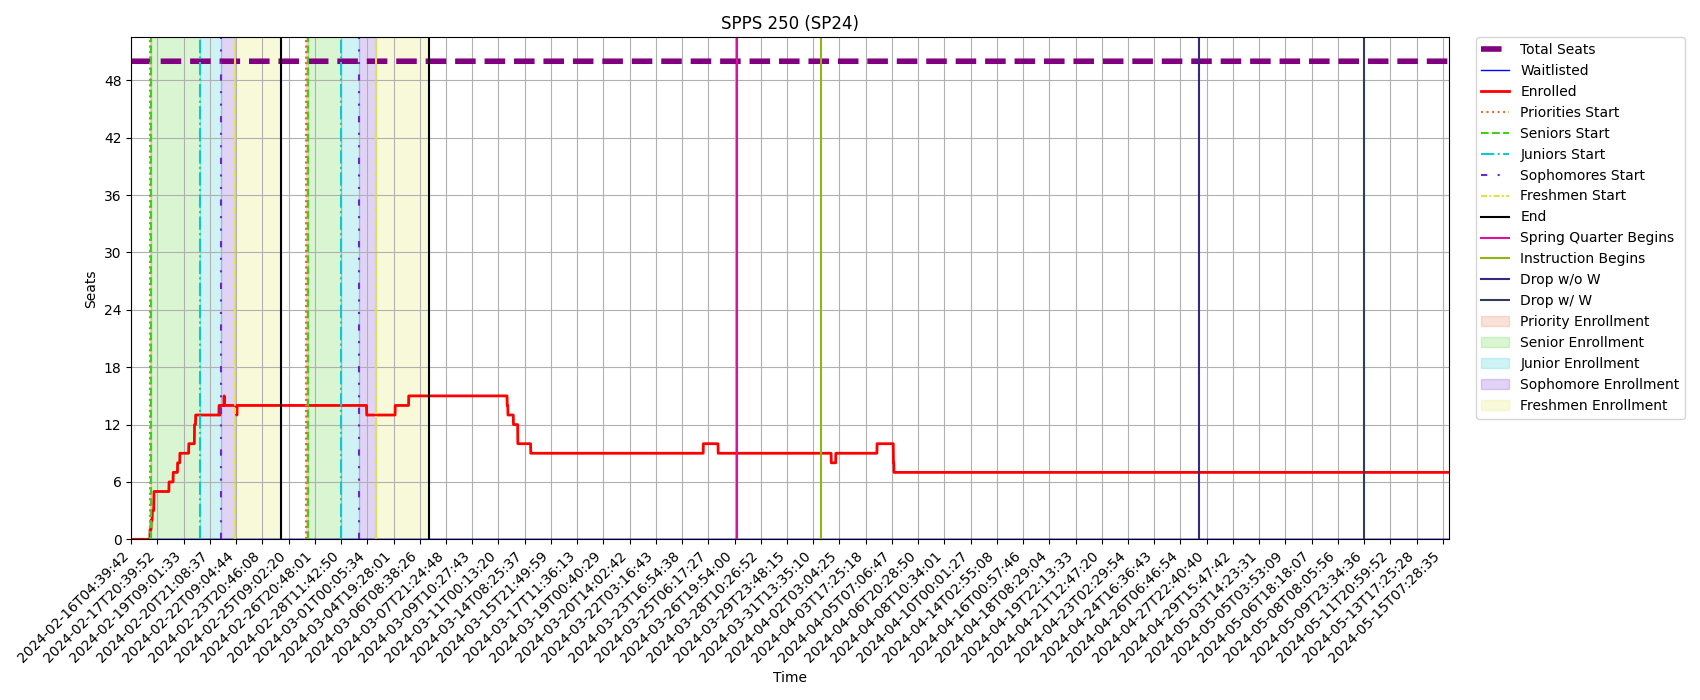 SPPS 250 (SP24)
Seats
48
42
36
30
24
18
12
6
0
2024-02-16T04:39:42
2024-02-17T20:39:52
2024-02-19T09:01:33
2024-02-20T21:08:37
2024-02-22T09:04:44
2024-02-23T20:46:08
2024-02-25T09:02:20
2024-02-26T20:48:01
2024-02-28T11:42:50
2024-03-01T00:05:34
2024-03-04T19:28:01
2024-03-06T08:38:26
2024-03-07T21:24:48
2024-03-09T10:27:43
2024-03-11T00:13:20
2024-03-14T08:25:37
2024-03-15T21:49:59
2024-03-17T11:36:13
2024-03-19T00:40:29
2024-03-20T14:02:42
2024-03-22T03:16:43
2024-03-23T16:54:38
2024-03-25T06:17:27
2024-03-26T19:54:00
2024-03-28T10:26:52
2024-03-29T23:48:15
2024-03-31T13:35:10
2024-04-02T03:04:25
2024-04-03T17:25:18
2024-04-05T07:06:47
2024-04-06T20:28:50
2024-04-08T10:34:01
2024-04-10T00:01:27
2024-04-14T02:55:08
2024-04-16T00:57:46
2024-04-18T08:29:04
2024-04-19T22:13:33
2024-04-21T12:47:20
2024-04-23T02:29:54
2024-04-24T16:36:43
2024-04-26T06:46:54
2024-04-27T22:40:40
2024-04-29T15:47:42
2024-05-03T14:23:31
2024-05-05T03:53:09
2024-05-06T18:18:07
2024-05-08T08:05:56
2024-05-09T23:34:36
2024-05-11T20:59:52
2024-05-13T17:25:28
2024-05-15T07:28:35
Time
Total Seats
Waitlisted
Enrolled
Priorities Start
Seniors Start
Juniors Start
Sophomores Start
Freshmen Start
End
Spring Quarter Begins
Instruction Begins
Drop w/o W
Drop w/ W
Priority Enrollment
Senior Enrollment
Junior Enrollment
Sophomore Enrollment
Freshmen Enrollment